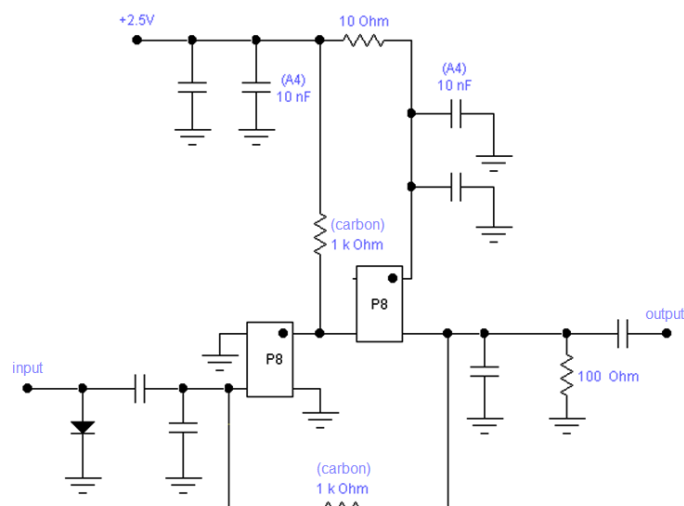 +2.5V
10 Ohm
(A4)
10 nF
(A4)
10 nF
(carbon)
1 k Ohm
P8
P8
output
input
100 Ohm
(carbon)
1 k Ohm